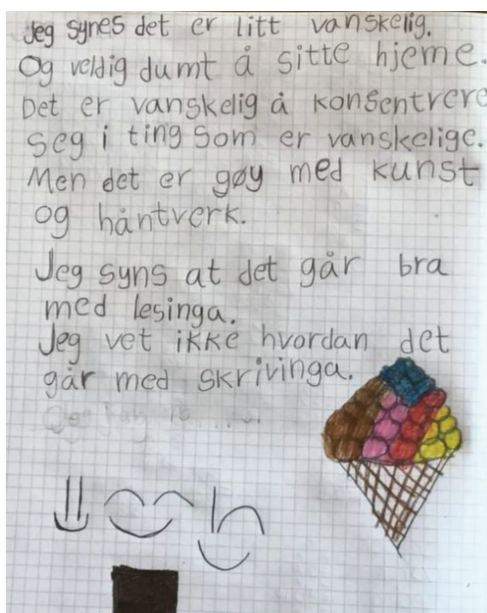 Jeg synes det er litt vanskelig.
Og veldig dumt å sitte hjeme.
Det er vanskelig å konsentrere
seg i ting som er vanskelige.
Men det er gøy med kunst
og håntverk.
Jeg syns at det går bra
med lesinga.
Jeg vet ikke hvordan det
går med skrivinga.